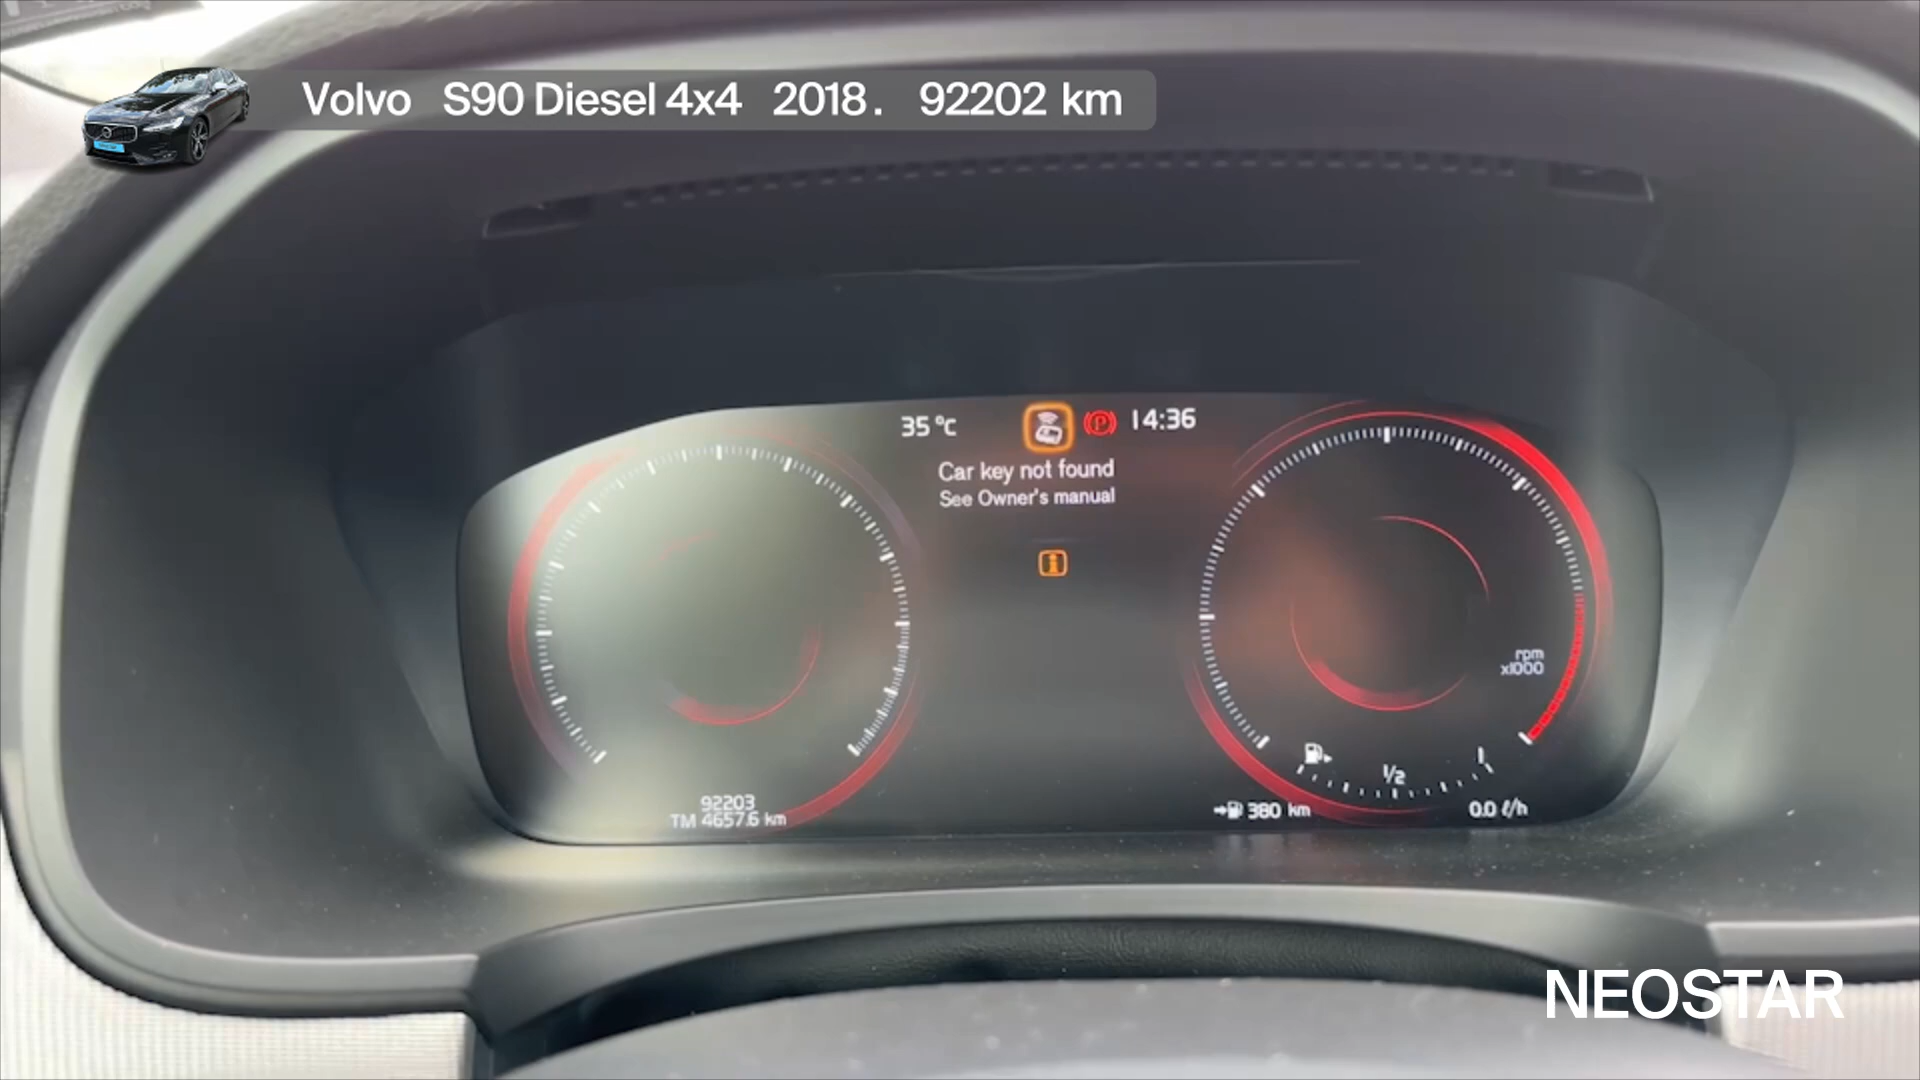 Volvo S90 Diesel 4x4 2018. 92202 km
35 °C
P
14:36
Car key not found
See Owner's manual
i
rpm
x1000
1/2
1
92203
TM 4657.6 km
380 km
0.0 ℓ/h
NEOSTAR